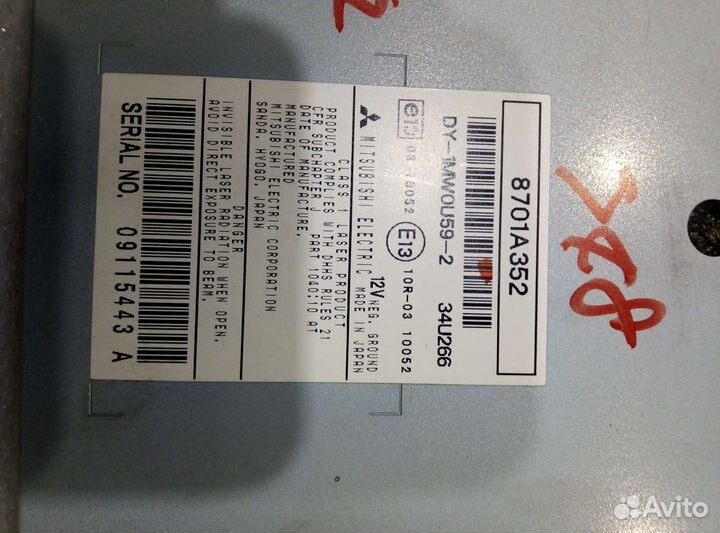 8701A352
DY-1MW0U59-2 34U266
e13 03 10052 E13 10R-03 10052
12V NEG. GROUND
MITSUBISHI ELECTRIC MADE IN JAPAN
CLASS 1 LASER PRODUCT
PRODUCT COMPLIES WITH DHHS RULES 21
CFR SUBCHAPTER J PART 1040:10 AT
DATE OF MANUFACTURE.
MANUFACTURED
MITSUBISHI ELECTRIC CORPORATION
SANDA, HYOGO, JAPAN
DANGER
INVISIBLE LASER RADIATION WHEN OPEN.
AVOID DIRECT EXPOSURE TO BEAM.
SERIAL NO. 09115443 A
Avito